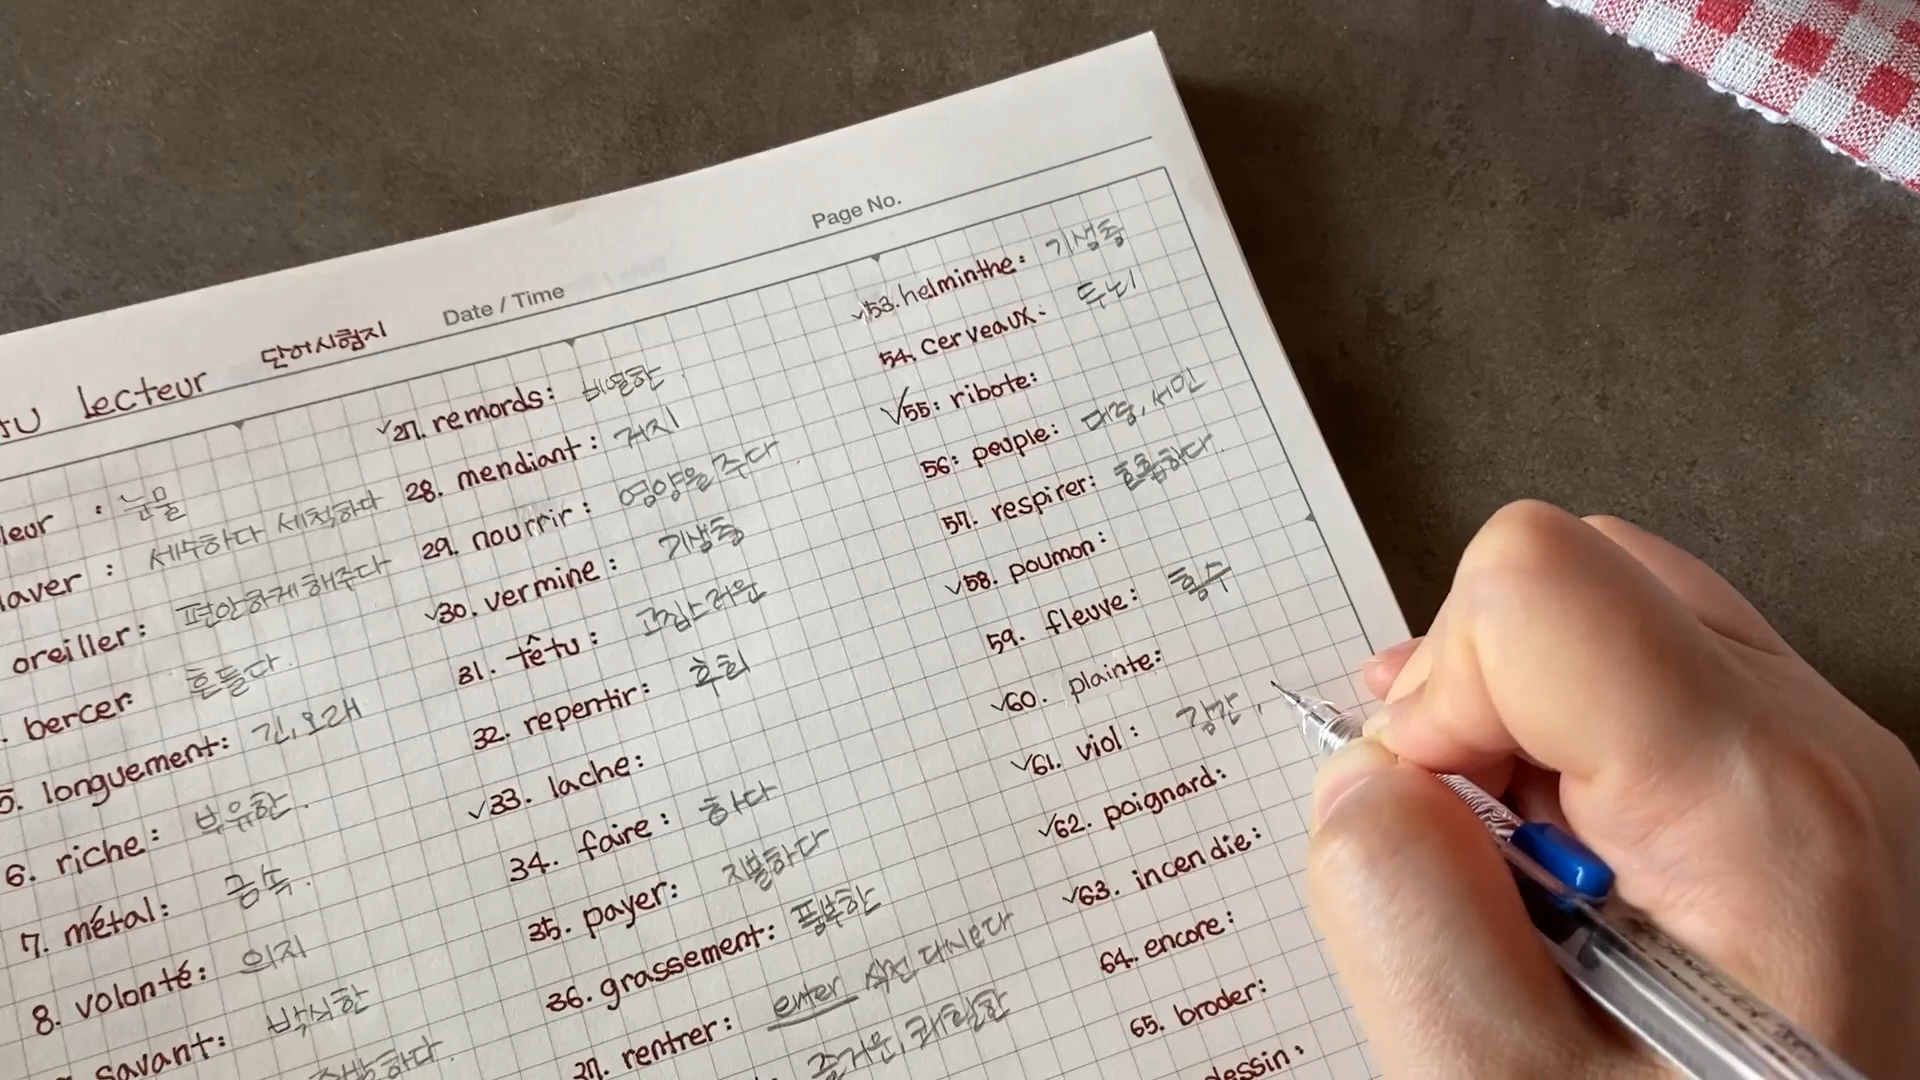 Page No.
Date / Time
단어시험지
Lecteur
leur : 눈물
laver : 세수하다 세척하다
oreiller: 편안하게해주다
bercer: 흔들다.
5. longuement: 긴, 오래
6. riche: 부유한.
7. métal: 금속.
8. volonté: 의지
savant: 박식한
27. remords:
28. mendiant: 거지
29. nourrir: 영양을 주다.
30. vermine: 기생충
31. têtu: 고집스러운
32. repentir: 후회
33. lache:
34. faire: 하다
35. payer: 지불하다
36. grassement: 풍부한
37. rentrer: enter 다시오다
즐거운, 쾌활한
53. helminthe: 기생충
54. cerveaux: 두뇌
55: ribote:
56: peuple: 대중, 서민
57. respirer: 호흡하다.
58. poumon:
59. fleuve: 홍수
60. plainte:
61. viol: 강간,
62. poignard:
63. incendie:
64. encore:
65. broder:
dessin: